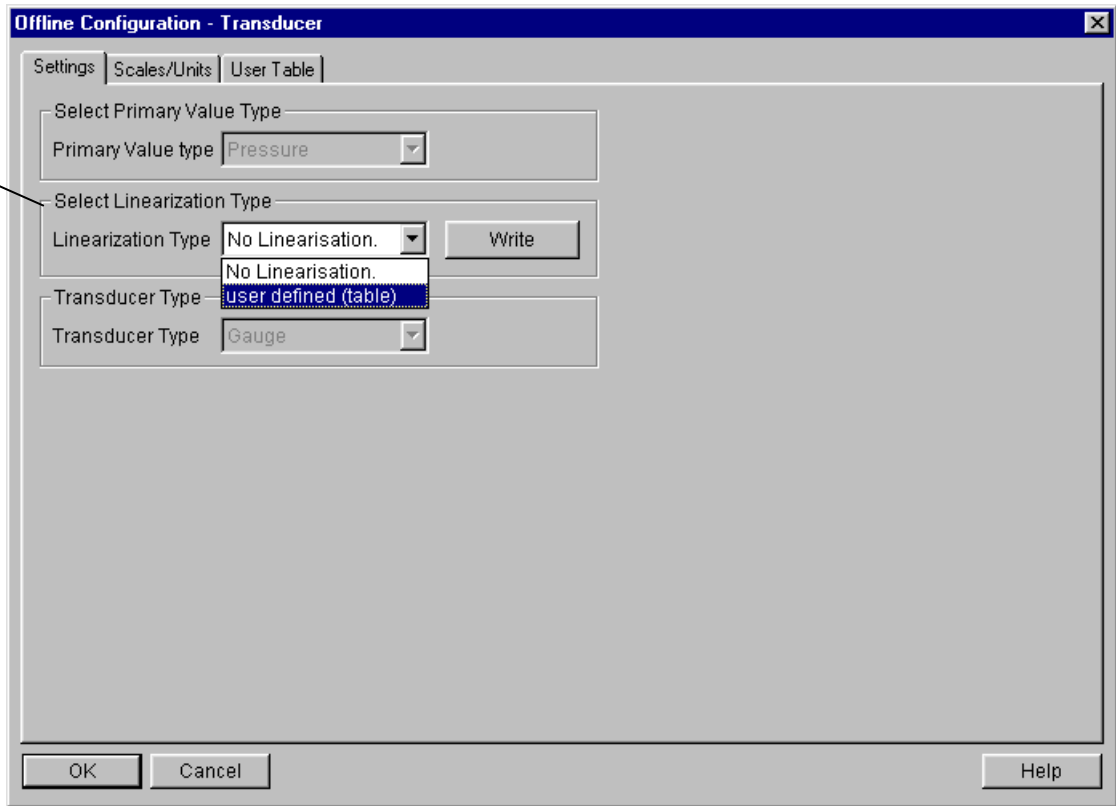 Offline Configuration - Transducer
Settings Scales/Units User Table
Select Primary Value Type
Primary Value type Pressure
Select Linearization Type
Linearization Type No Linearisation. Write
No Linearisation.
user defined (table)
Transducer Type
Transducer Type Gauge
OK Cancel Help